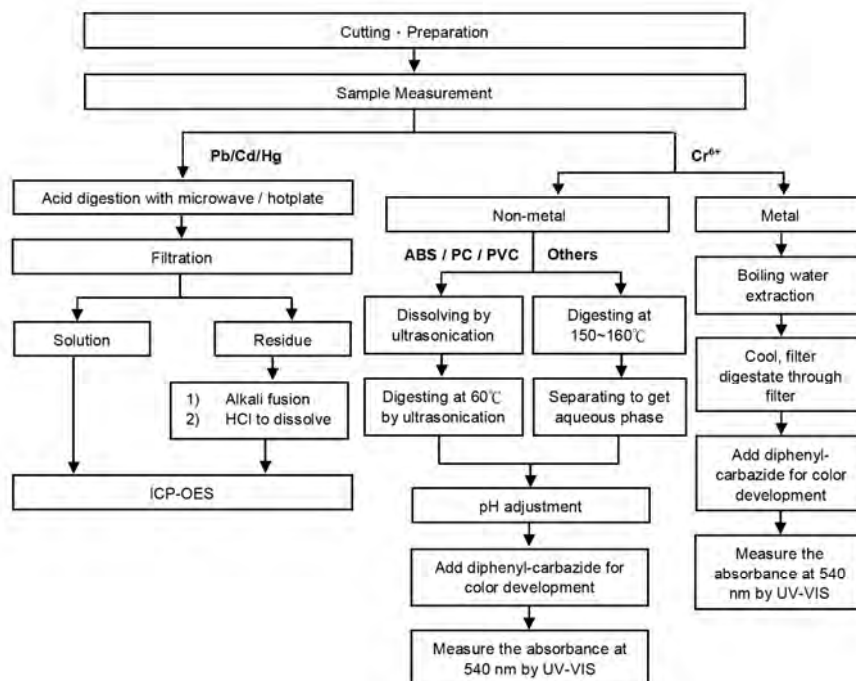 Cutting・Preparation
Sample Measurement
Pb/Cd/Hg
Cr⁶⁺
Acid digestion with microwave / hotplate
Non-metal
Metal
Filtration
ABS / PC / PVC
Others
Boiling water
extraction
Solution
Residue
Dissolving by
ultrasonication
Digesting at
150~160℃
Cool, filter
digestate through
filter
1) Alkali fusion
2) HCl to dissolve
Digesting at 60℃
by ultrasonication
Separating to get
aqueous phase
Add diphenyl-
carbazide for color
development
ICP-OES
pH adjustment
Measure the
absorbance at 540
nm by UV-VIS
Add diphenyl-carbazide for
color development
Measure the absorbance at
540 nm by UV-VIS